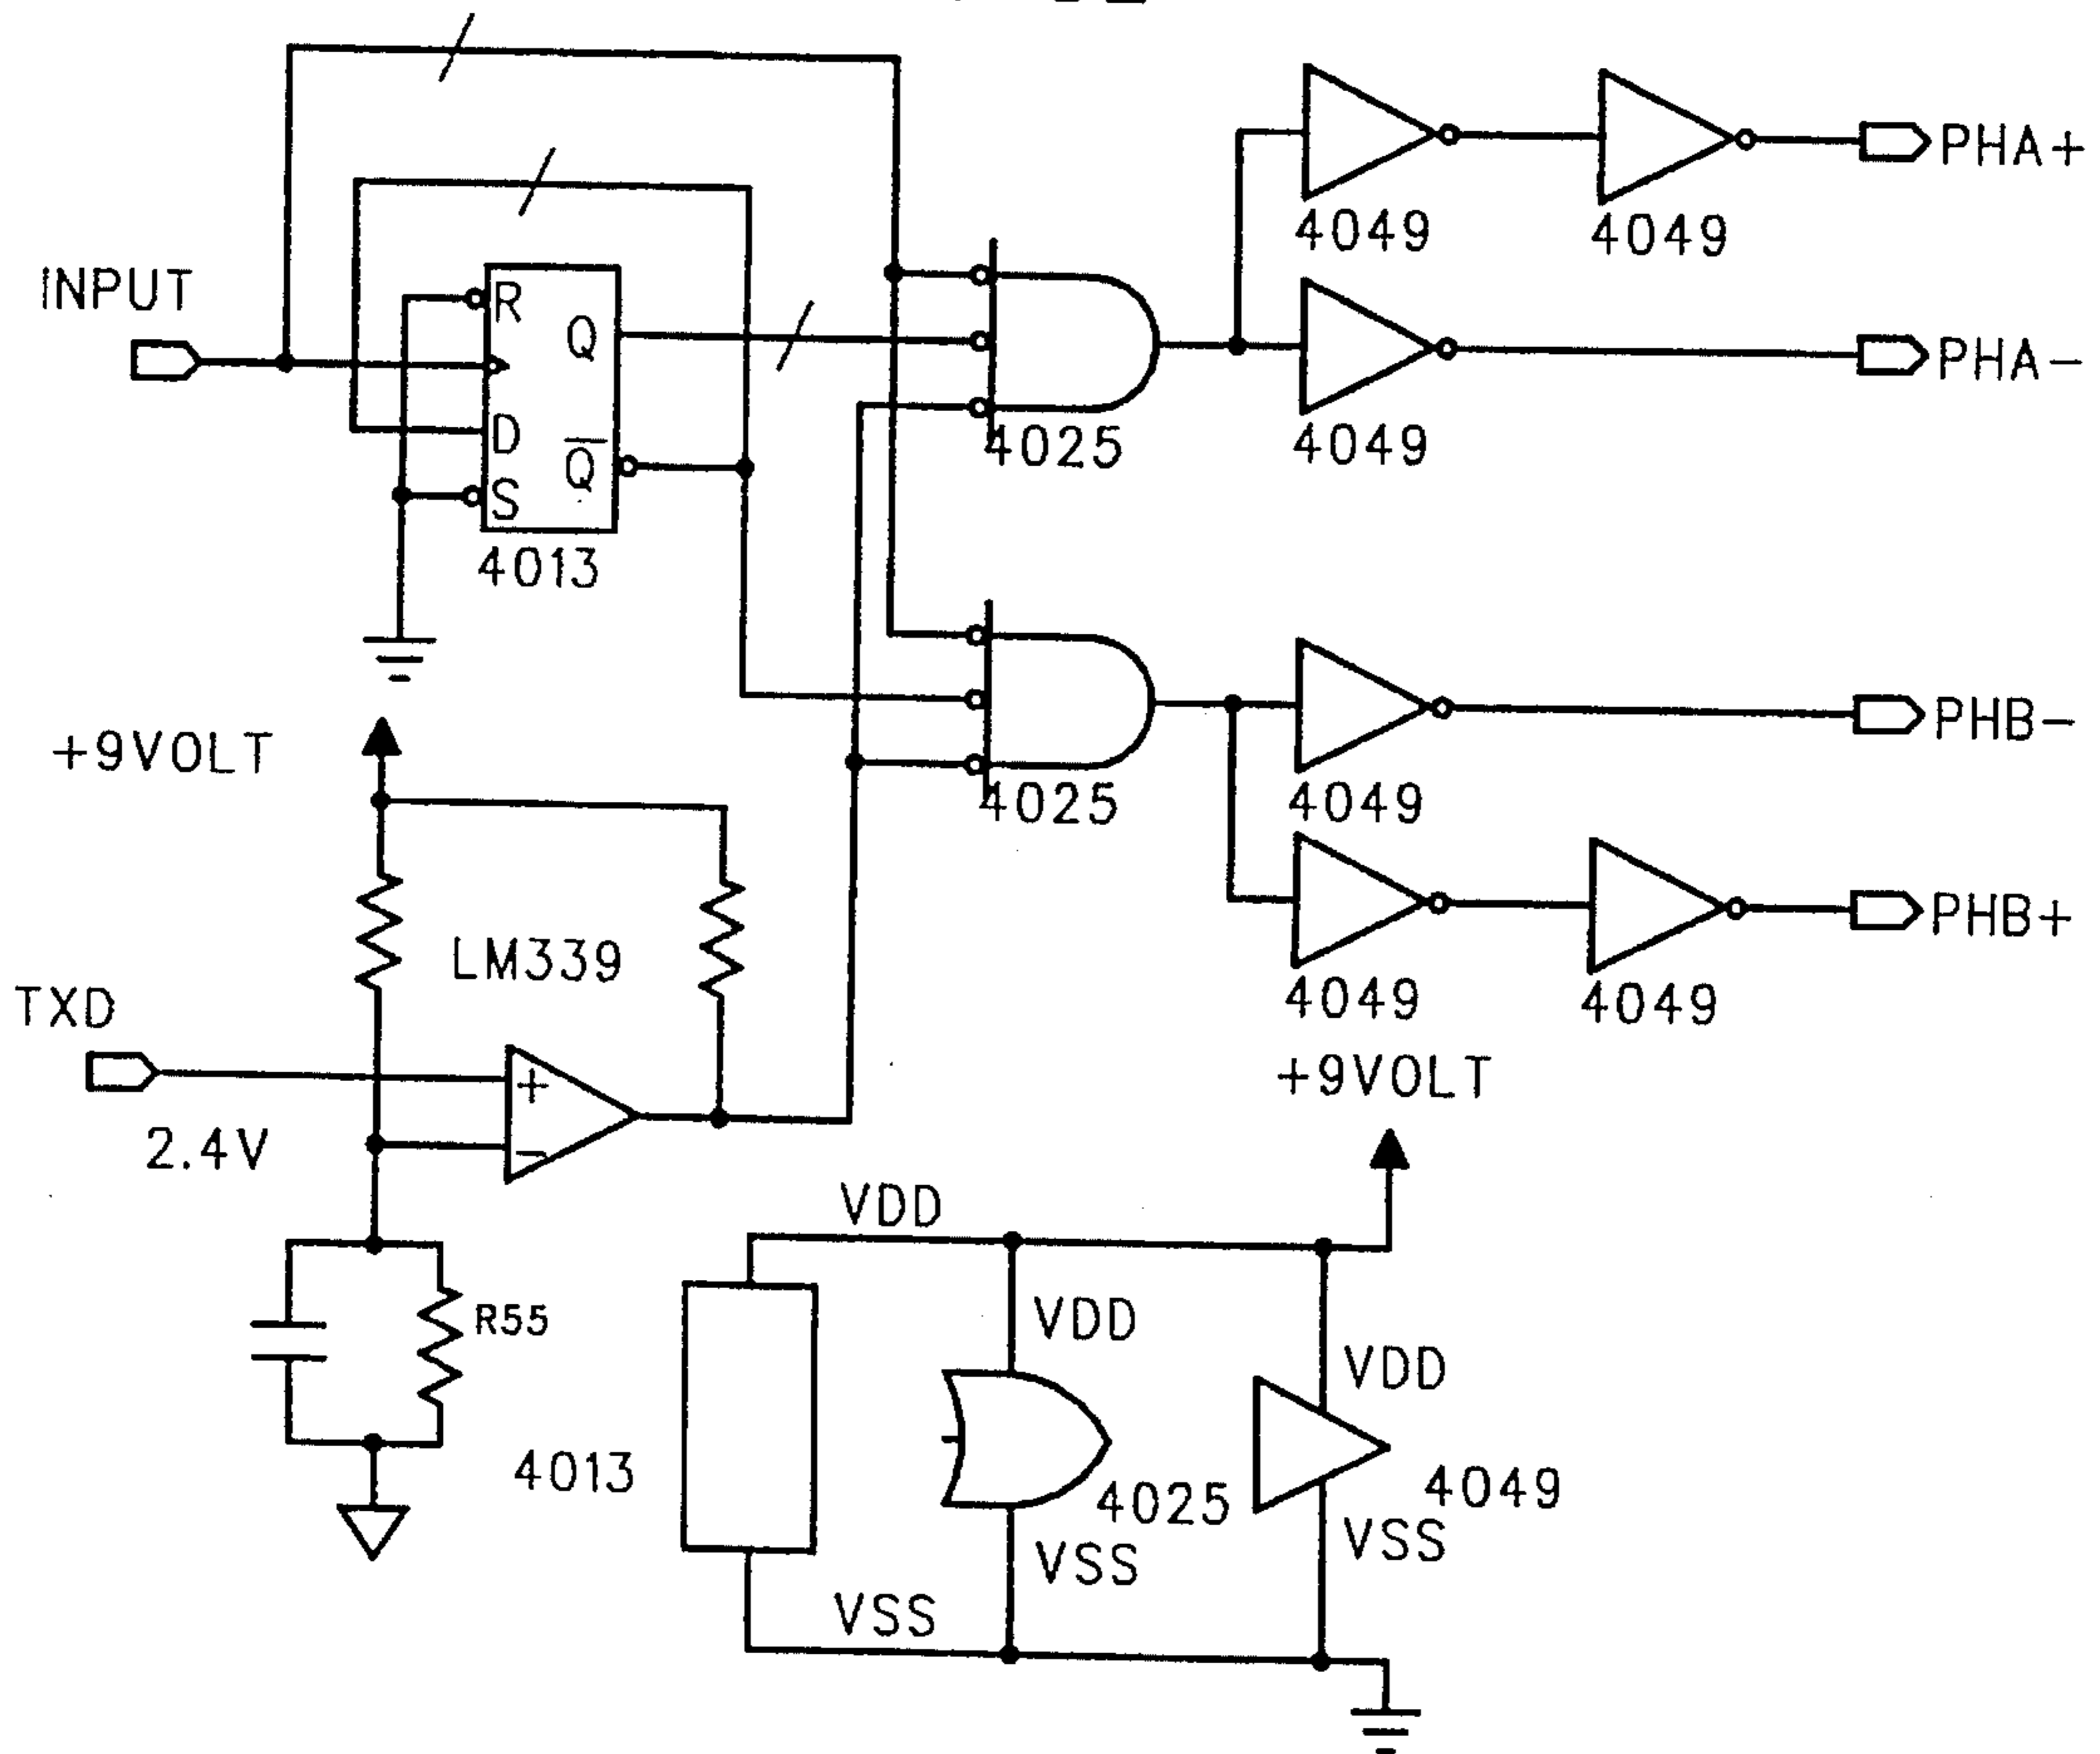 PHA+
4049
4049
INPUT
R
Q
D
Q
S
4013
4025
PHA-
4049
+9VOLT
4025
PHB-
4049
LM339
PHB+
4049
4049
TXD
+
-
2.4V
+9VOLT
VDD
R55
VDD
VDD
4013
4025
4049
VSS
VSS
VSS